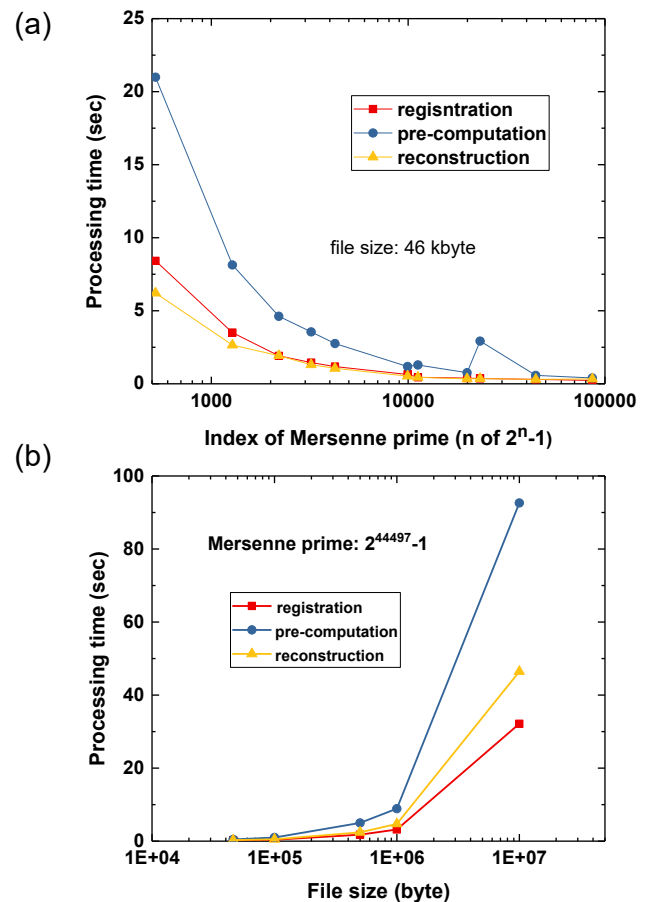 (a)
25
20
15
10
5
0
Processing time (sec)
regisntration
pre-computation
reconstruction
file size: 46 kbyte
1000
10000
100000
Index of Mersenne prime (n of 2ⁿ-1)
(b)
100
80
60
40
20
0
Processing time (sec)
Mersenne prime: 2⁴⁴⁴⁹⁷-1
registration
pre-computation
reconstruction
1E+04
1E+05
1E+06
1E+07
File size (byte)